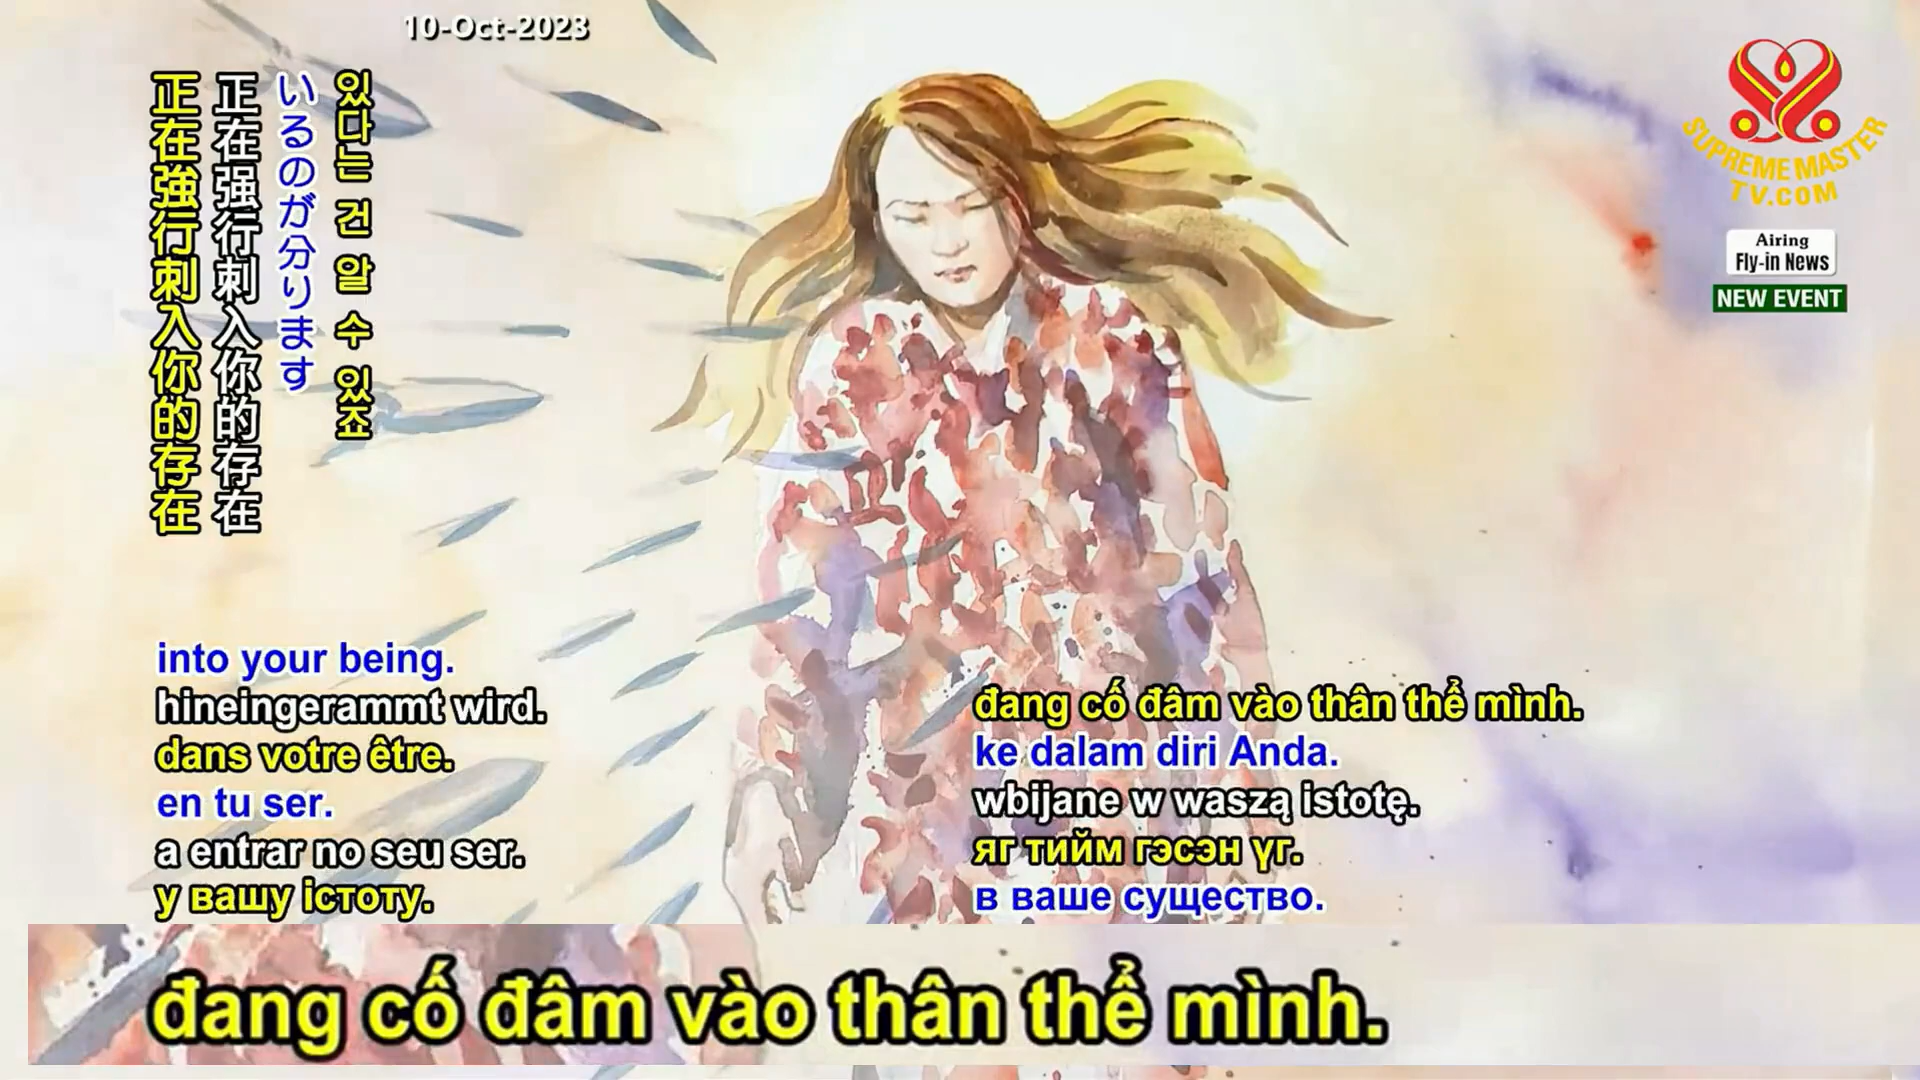 10-Oct-2023
있다는 건 알 수 있죠
いるのが分ります
正在强行刺入你的存在
正在強行刺入你的存在
SUPREME MASTER
TV.COM
Airing
Fly-in News
NEW EVENT
into your being.
hineingerammt wird.
dans votre être.
en tu ser.
a entrar no seu ser.
у вашу істоту.
đang cố đâm vào thân thể mình.
ke dalam diri Anda.
wbijane w waszą istotę.
яг тийм гэсэн үг.
в ваше существо.
đang cố đâm vào thân thể mình.